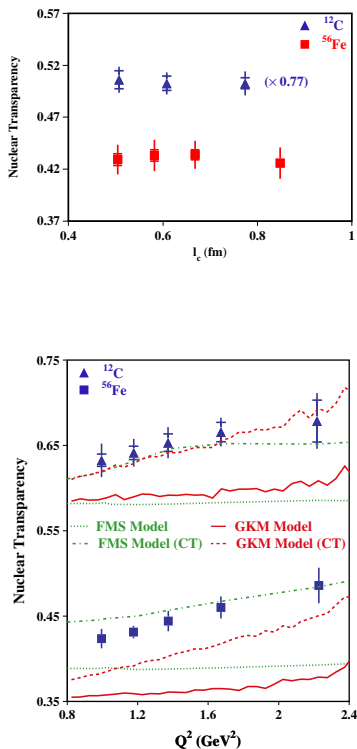 ¹²C
⁵⁶Fe
0.57
0.52
(× 0.77)
0.47
0.42
0.37
0.4
0.6
0.8
1
l_c (fm)
Nuclear Transparency
0.75
¹²C
⁵⁶Fe
0.65
0.55
FMS Model
GKM Model
FMS Model (CT)
GKM Model (CT)
0.45
0.35
0.8
1.2
1.6
2
2.4
Q² (GeV²)
Nuclear Transparency